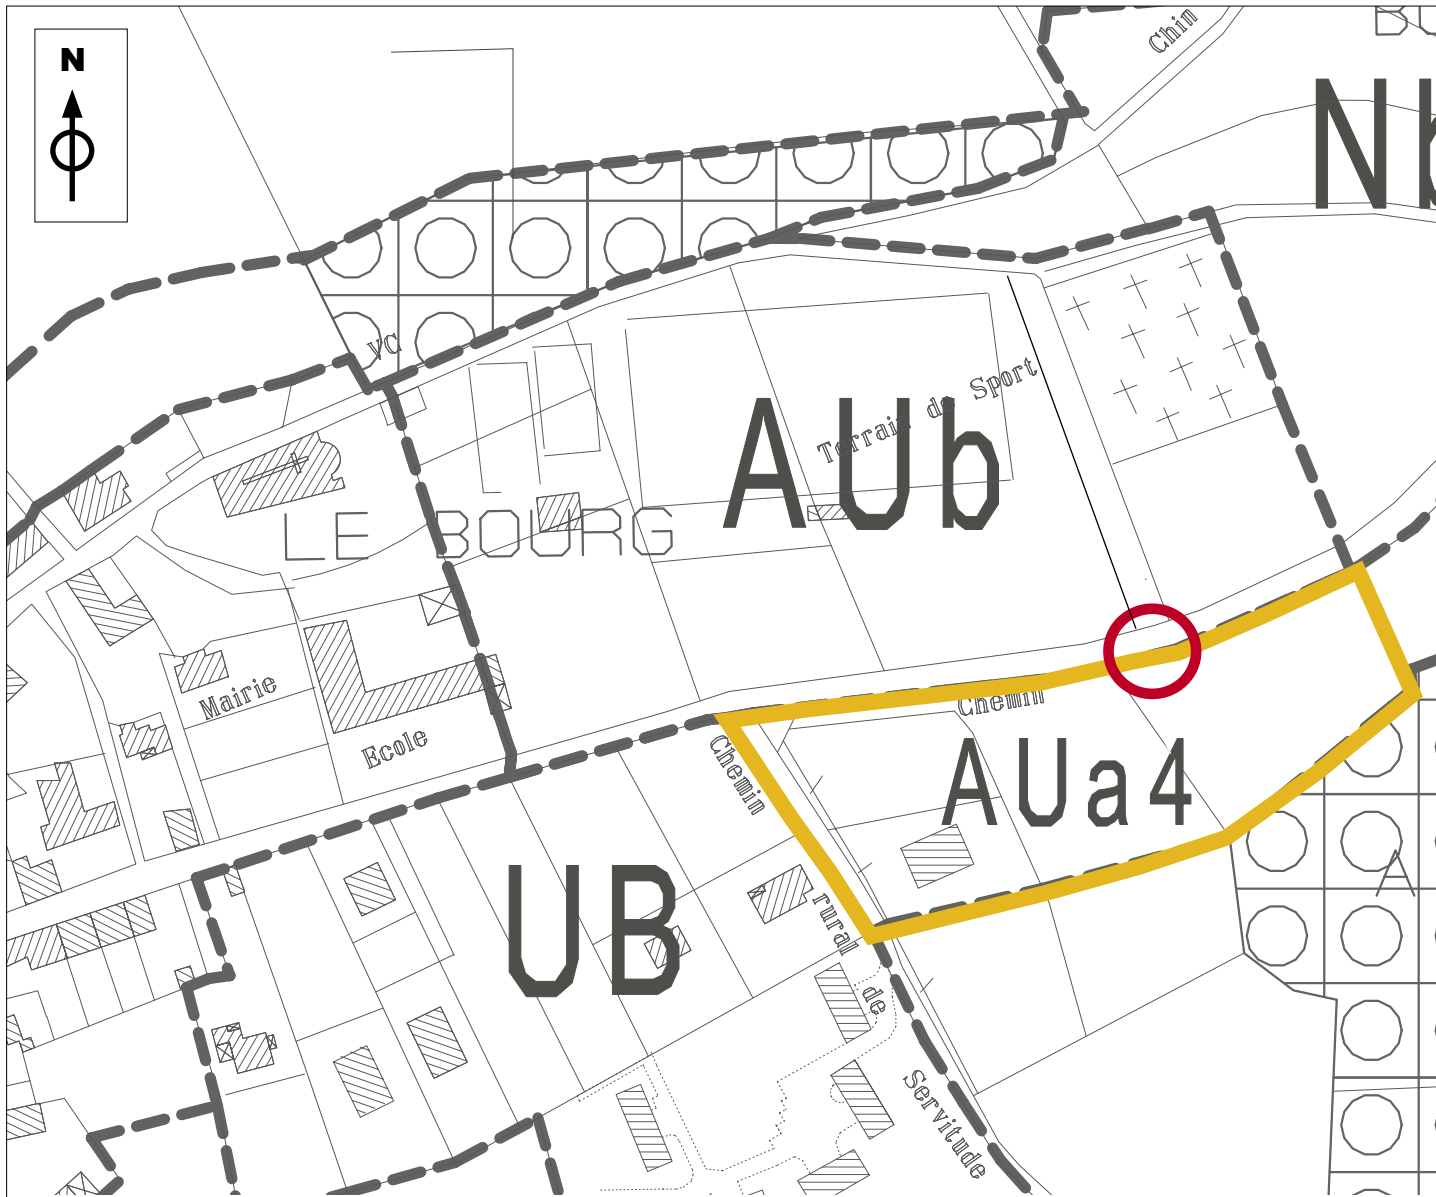 N
Chin
Nb
VC
Terrain de Sport
AUb
LE BOURG
Mairie
Ecole
Chemin
Chemin rural de Servitude
AUa4
UB
A